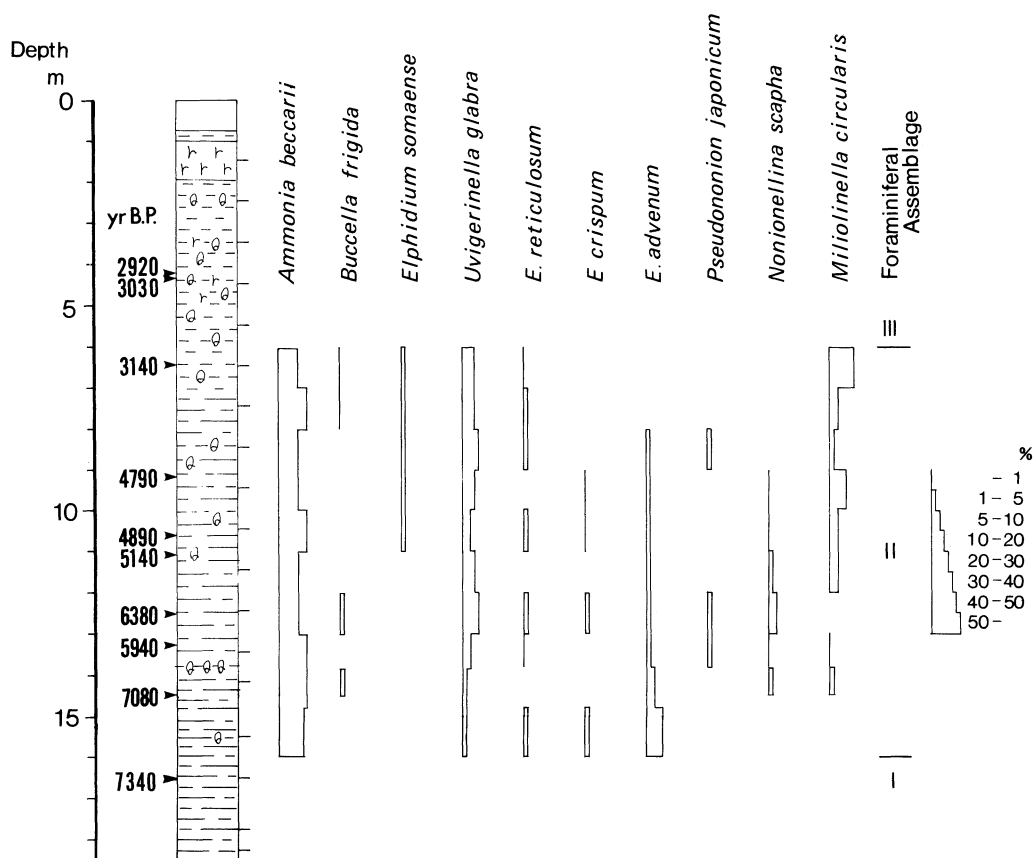 Depth
m
0
5
10
15
yr B.P.
2920
3030
3140
4790
4890
5140
6380
5940
7080
7340
r r
r r r
r
r
r
Ammonia beccarii
Buccella frigida
Elphidium somaense
Uvigerinella glabra
E. reticulosum
E crispum
E. advenum
Pseudononion japonicum
Nonionellina scapha
Miliolinella circularis
Foraminiferal
Assemblage
III
II
I
%
- 1
1 - 5
5 - 10
10 - 20
20 - 30
30 - 40
40 - 50
50 -